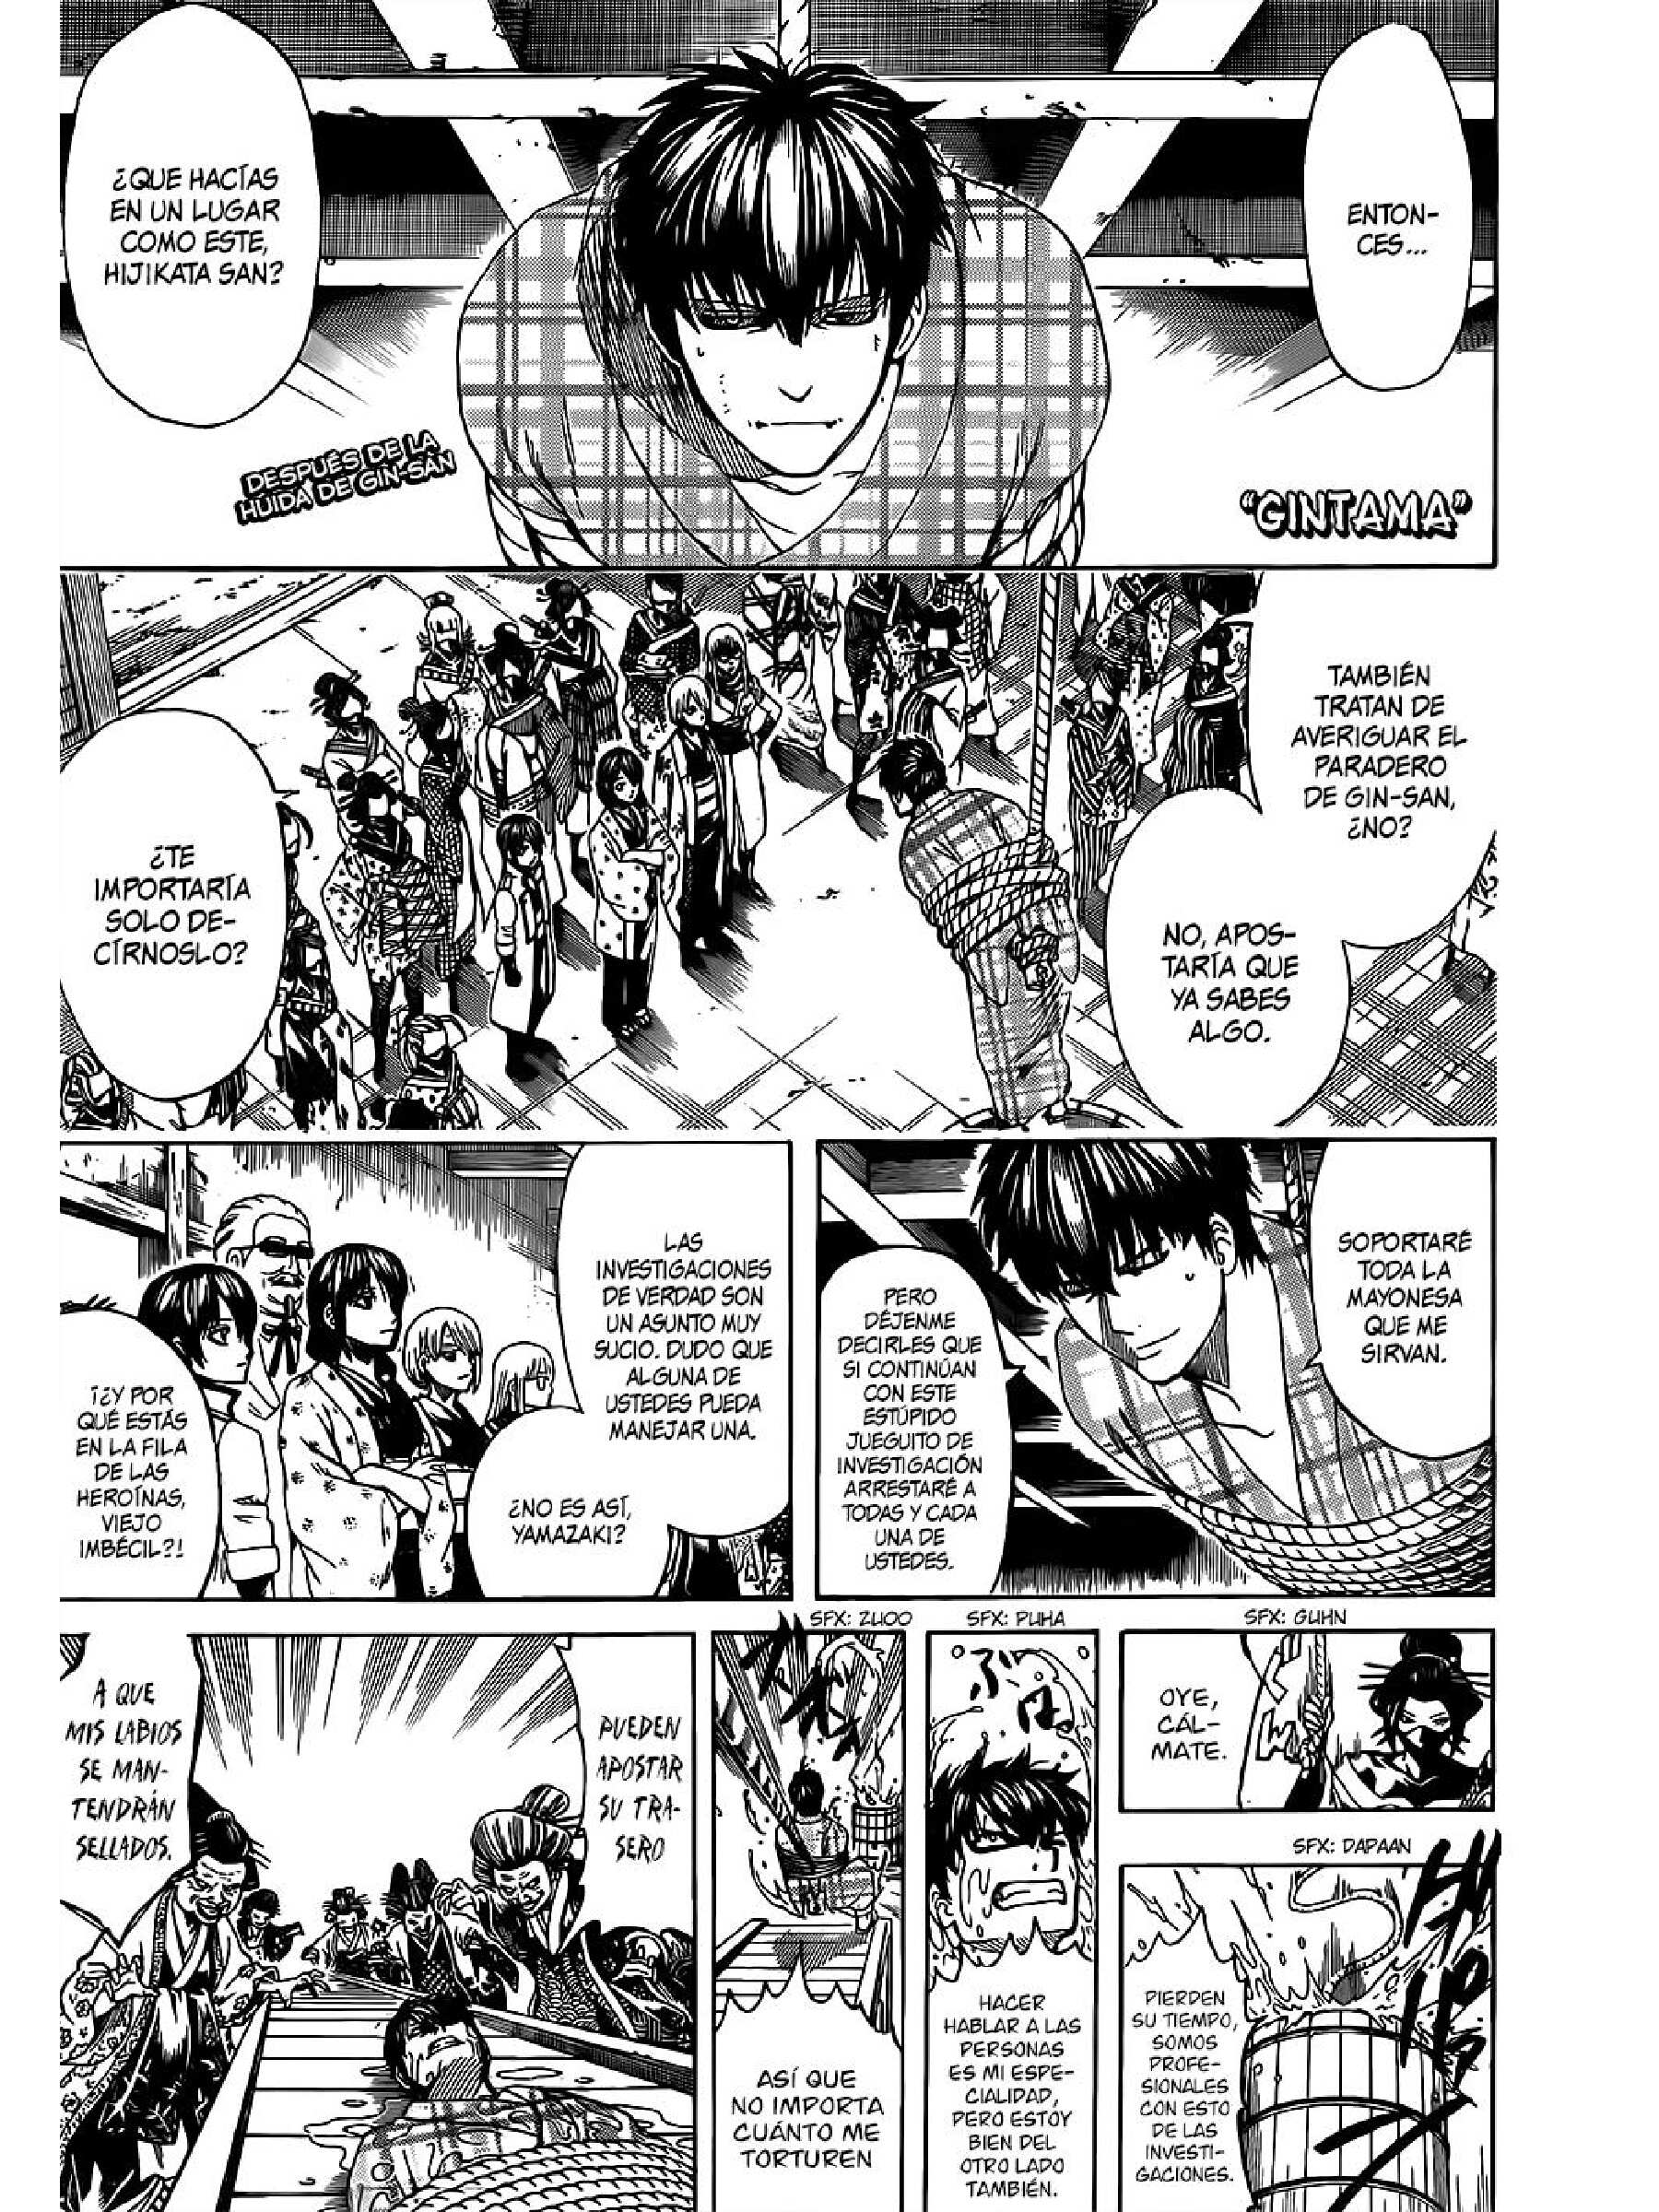 ENTON-
CES...
¿QUE HACÍAS
EN UN LUGAR
COMO ESTE,
HIJIKATA SAN?
DESPUÉS DE LA
HUIDA DE GIN-SAN
"GINTAMA"
TAMBIÉN
TRATAN DE
AVERIGUAR EL
PARADERO
DE GIN-SAN,
¿NO?
NO, APOS-
TARÍA QUE
YA SABES
ALGO.
¿TE
IMPORTARÍA
SOLO DE-
CÍRNOSLO?
SOPORTARÉ
TODA LA
MAYONESA
QUE ME
SIRVAN.
PERO
DÉJENME
DECIRLES QUE
SI CONTINÚAN
CON ESTE
ESTÚPIDO
JUEGUITO DE
INVESTIGACIÓN
ARRESTARÉ A
TODAS Y CADA
UNA DE
USTEDES.
LAS
INVESTIGACIONES
DE VERDAD SON
UN ASUNTO MUY
SUCIO. DUDO QUE
ALGUNA DE
USTEDES PUEDA
MANEJAR UNA.
¿NO ES ASÍ,
YAMAZAKI?
¡¿Y POR
QUÉ ESTÁS
EN LA FILA
DE LAS
HEROÍNAS,
VIEJO
IMBÉCIL?!
SFX: GUHN
OYE,
CÁL-
MATE.
SFX: DAPAAN
PIERDEN
SU TIEMPO,
SOMOS
PROFE-
SIONALES
CON ESTO
DE LAS
INVESTI-
GACIONES.
SFX: PUHA
ぶはっ
HACER
HABLAR A LAS
PERSONAS
ES MI ESPE-
CIALIDAD,
PERO ESTOY
BIEN DEL
OTRO LADO
TAMBIÉN.
SFX: ZUOO
ASÍ QUE
NO IMPORTA
CUÁNTO ME
TORTUREN
PUEDEN
APOSTAR
SU TRA-
SERO
A QUE
MIS LABIOS
SE MAN-
TENDRÁN
SELLADOS.